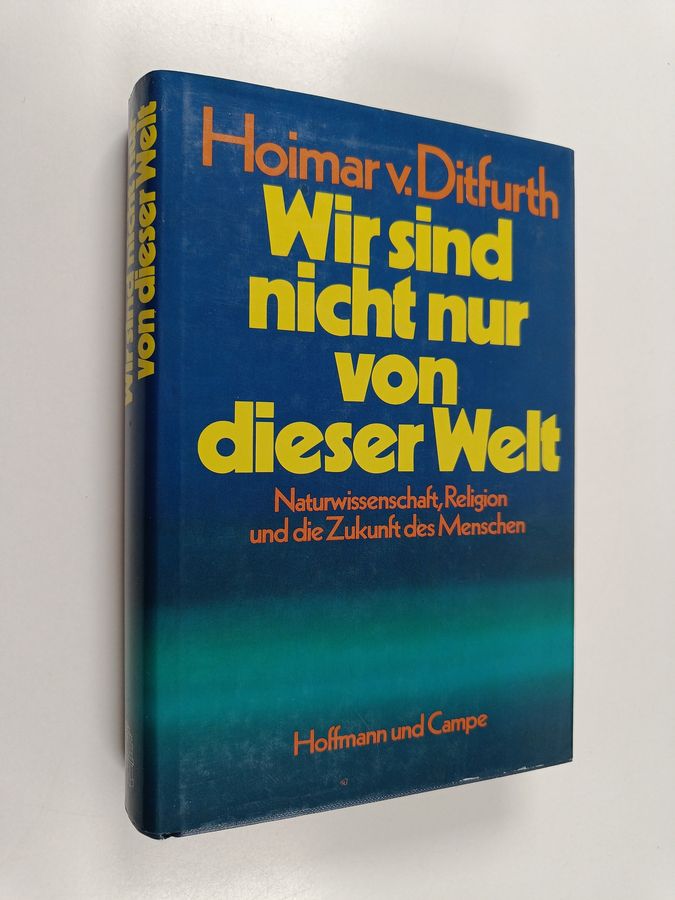 Hoimar v. Ditfurth
Wir sind
nicht nur
von
dieser Welt
Naturwissenschaft, Religion
und die Zukunft des Menschen
Hoffmann und Campe
Wir sind nicht nur
von dieser Welt